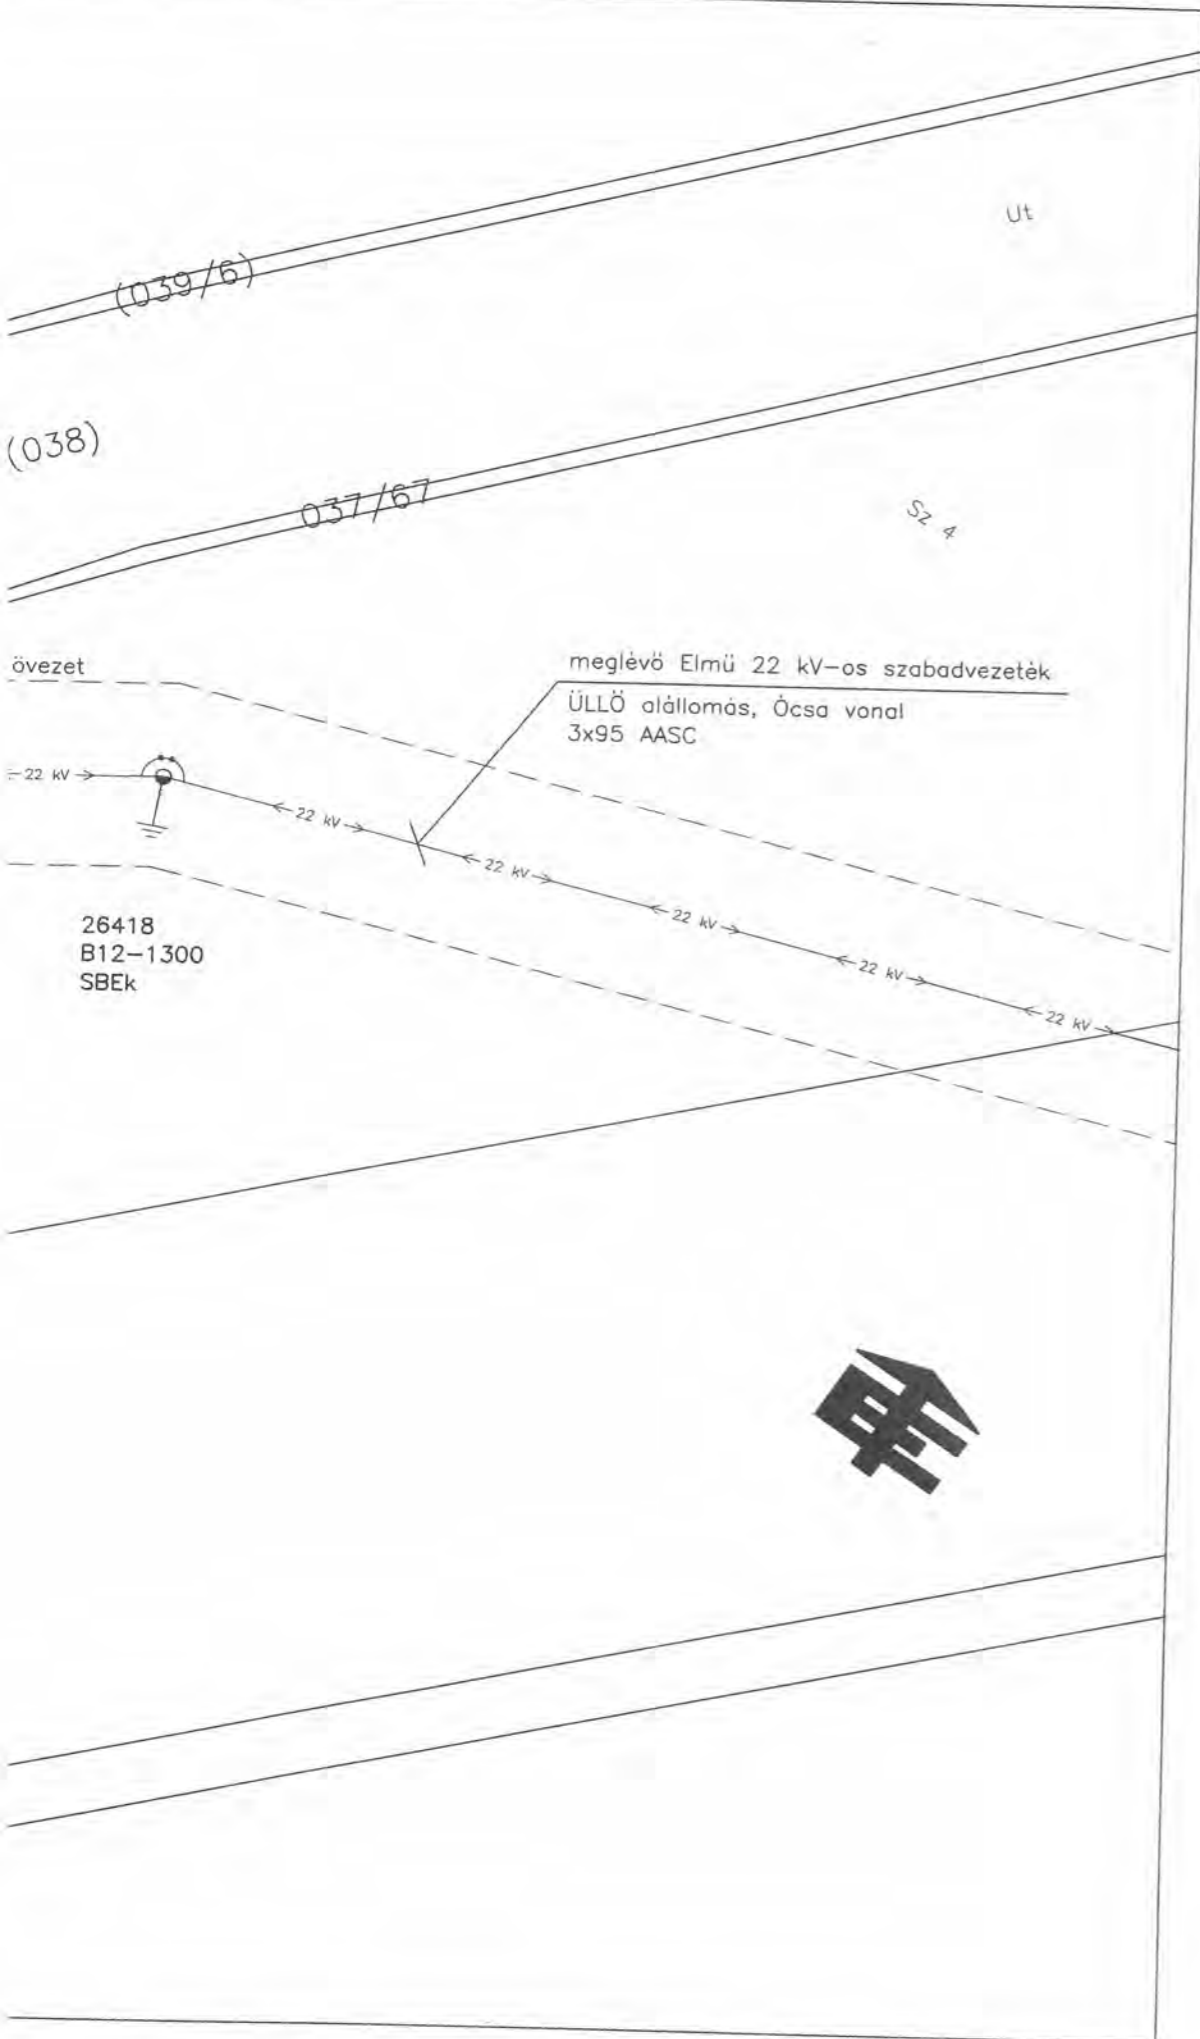 Ut
(039/6)
(038)
037/67
Sz 4
övezet
meglévö Elmü 22 kV-os szabadvezeték
ÜLLÖ alállomás, Ócsa vonal
3x95 AASC
22 kV
22 kV
22 kV
22 kV
22 kV
22 kV
26418
B12-1300
SBEk